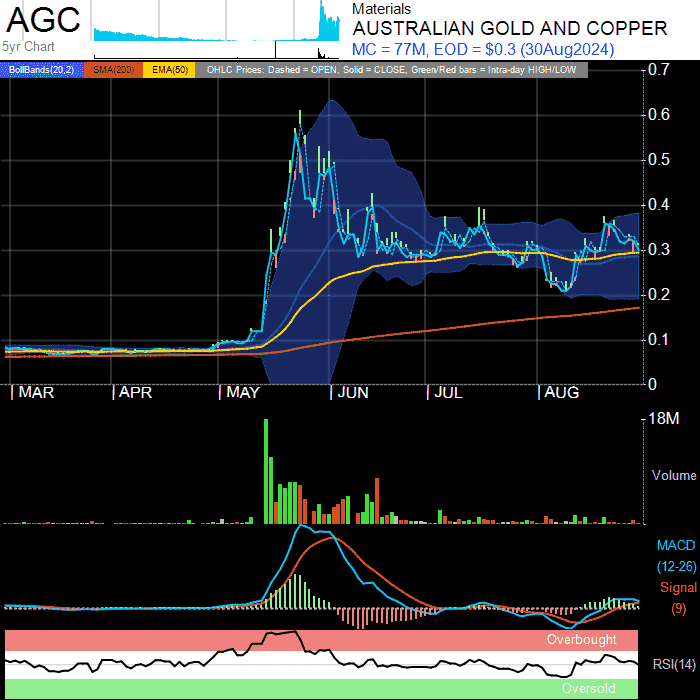 AGC
5yr Chart
Materials
AUSTRALIAN GOLD AND COPPER
MC = 77M, EOD = $0.3 (30Aug2024)
BollBands(20,2) SMA(200) EMA(50) OHLC Prices: Dashed = OPEN, Solid = CLOSE, Green/Red bars = Intra-day HIGH/LOW
0.7
0.6
0.5
0.4
0.3
0.2
0.1
0
MAR APR MAY JUN JUL AUG
18M
Volume
MACD
(12-26)
Signal
(9)
Overbought
RSI(14)
Oversold